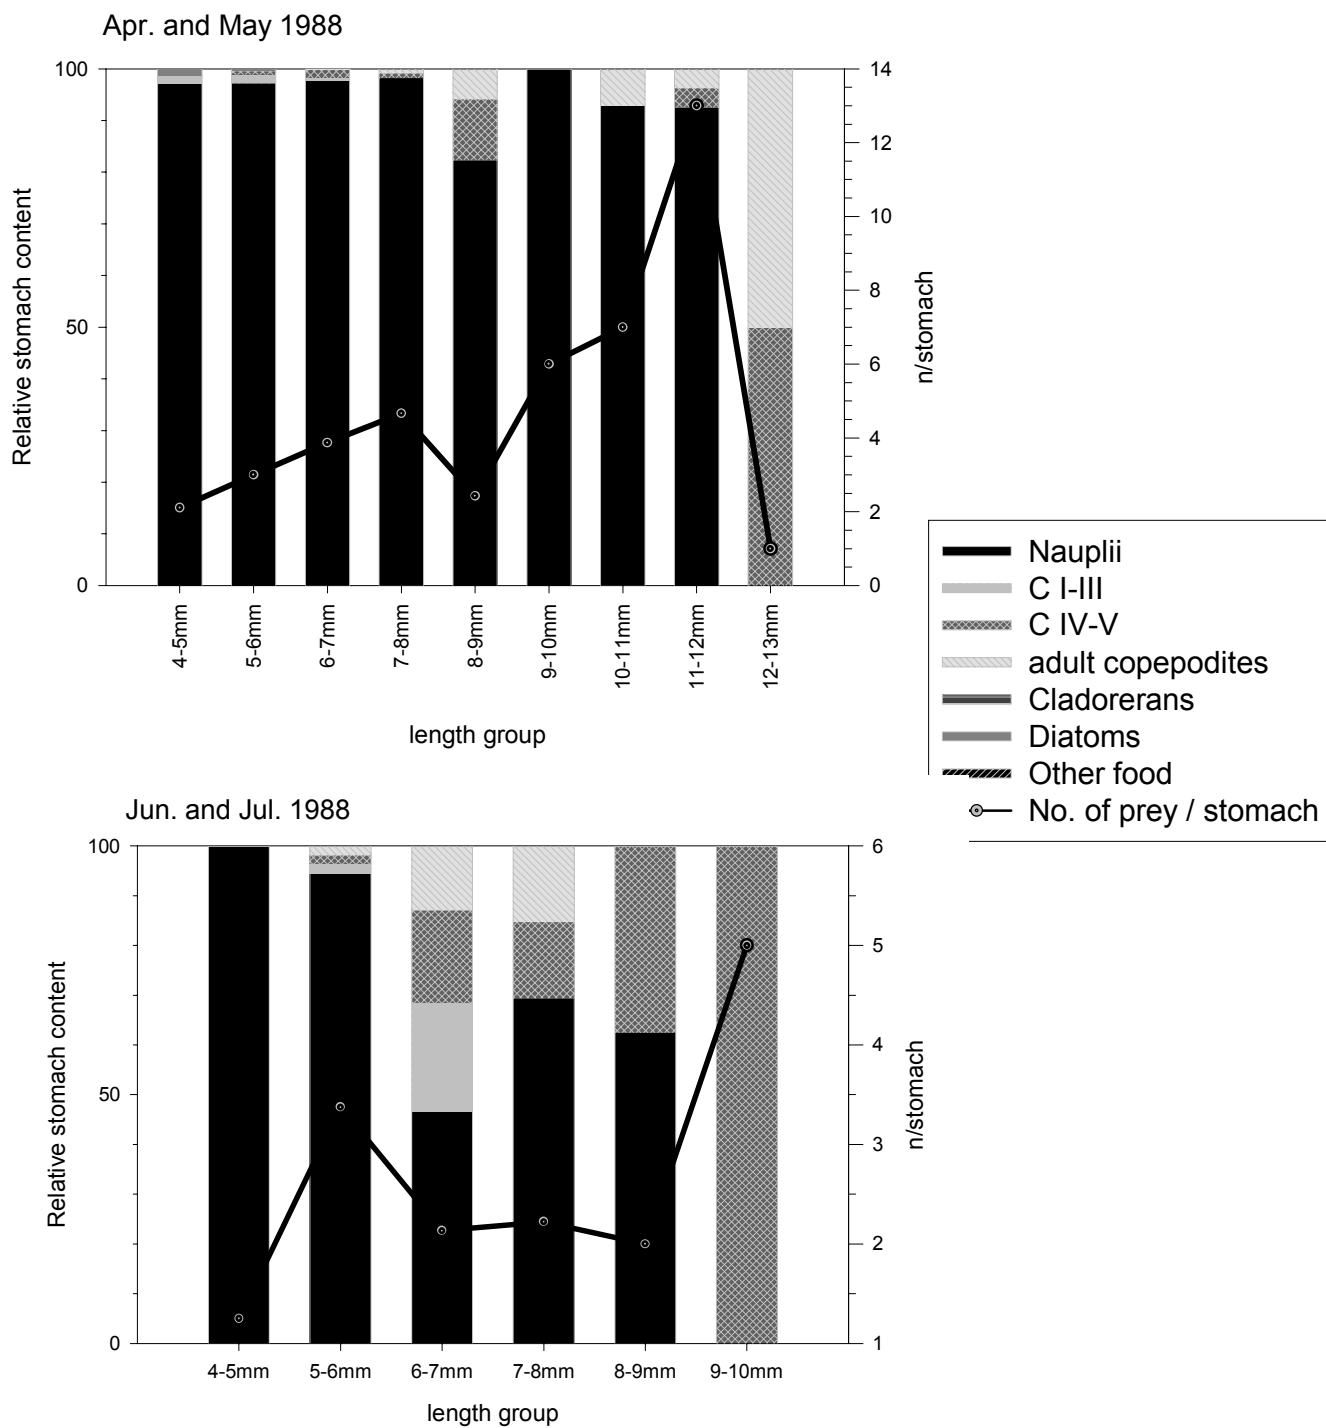 Apr. and May 1988
100
50
0
Relative stomach content
14
12
10
8
6
4
2
0
n/stomach
4-5mm
5-6mm
6-7mm
7-8mm
8-9mm
9-10mm
10-11mm
11-12mm
12-13mm
length group
Nauplii
C I-III
C IV-V
adult copepodites
Cladorerans
Diatoms
Other food
No. of prey / stomach
Jun. and Jul. 1988
100
50
0
Relative stomach content
6
5
4
3
2
1
n/stomach
4-5mm
5-6mm
6-7mm
7-8mm
8-9mm
9-10mm
length group